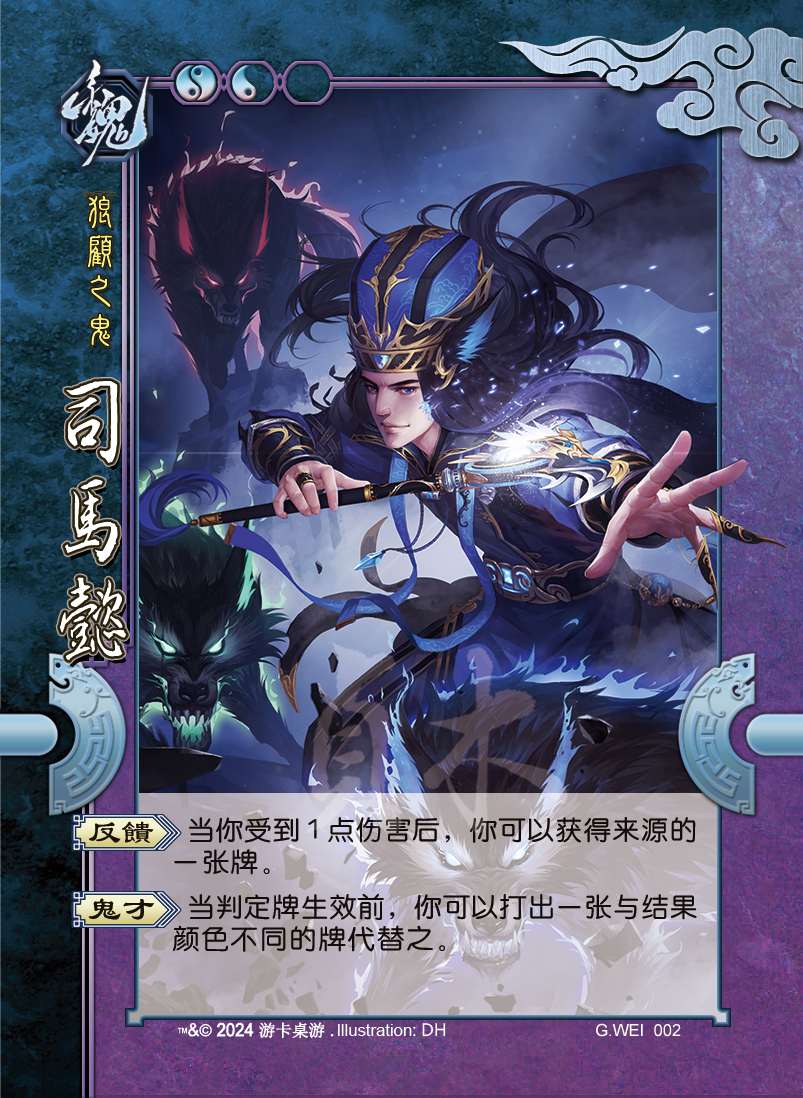 魏
狼顧之鬼
司馬懿
反饋 当你受到1点伤害后，你可以获得来源的
一张牌。
鬼才 当判定牌生效前，你可以打出一张与结果
颜色不同的牌代替之。
™&© 2024 游卡桌游 . Illustration: DH
G.WEI 002